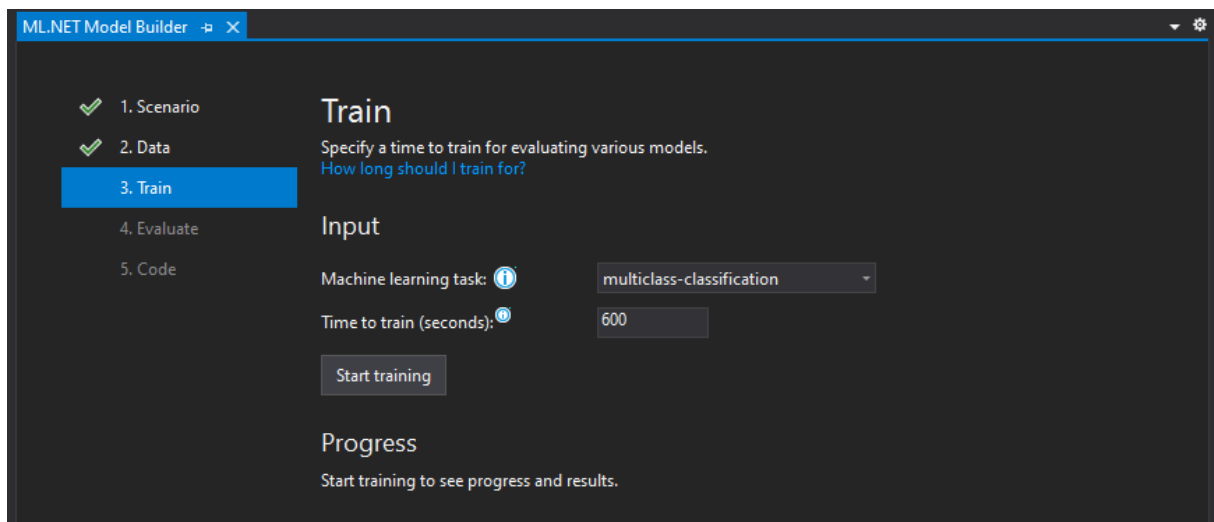 ML.NET Model Builder
1. Scenario
2. Data
3. Train
4. Evaluate
5. Code
Train
Specify a time to train for evaluating various models.
How long should I train for?
Input
Machine learning task: multiclass-classification
Time to train (seconds): 600
Start training
Progress
Start training to see progress and results.